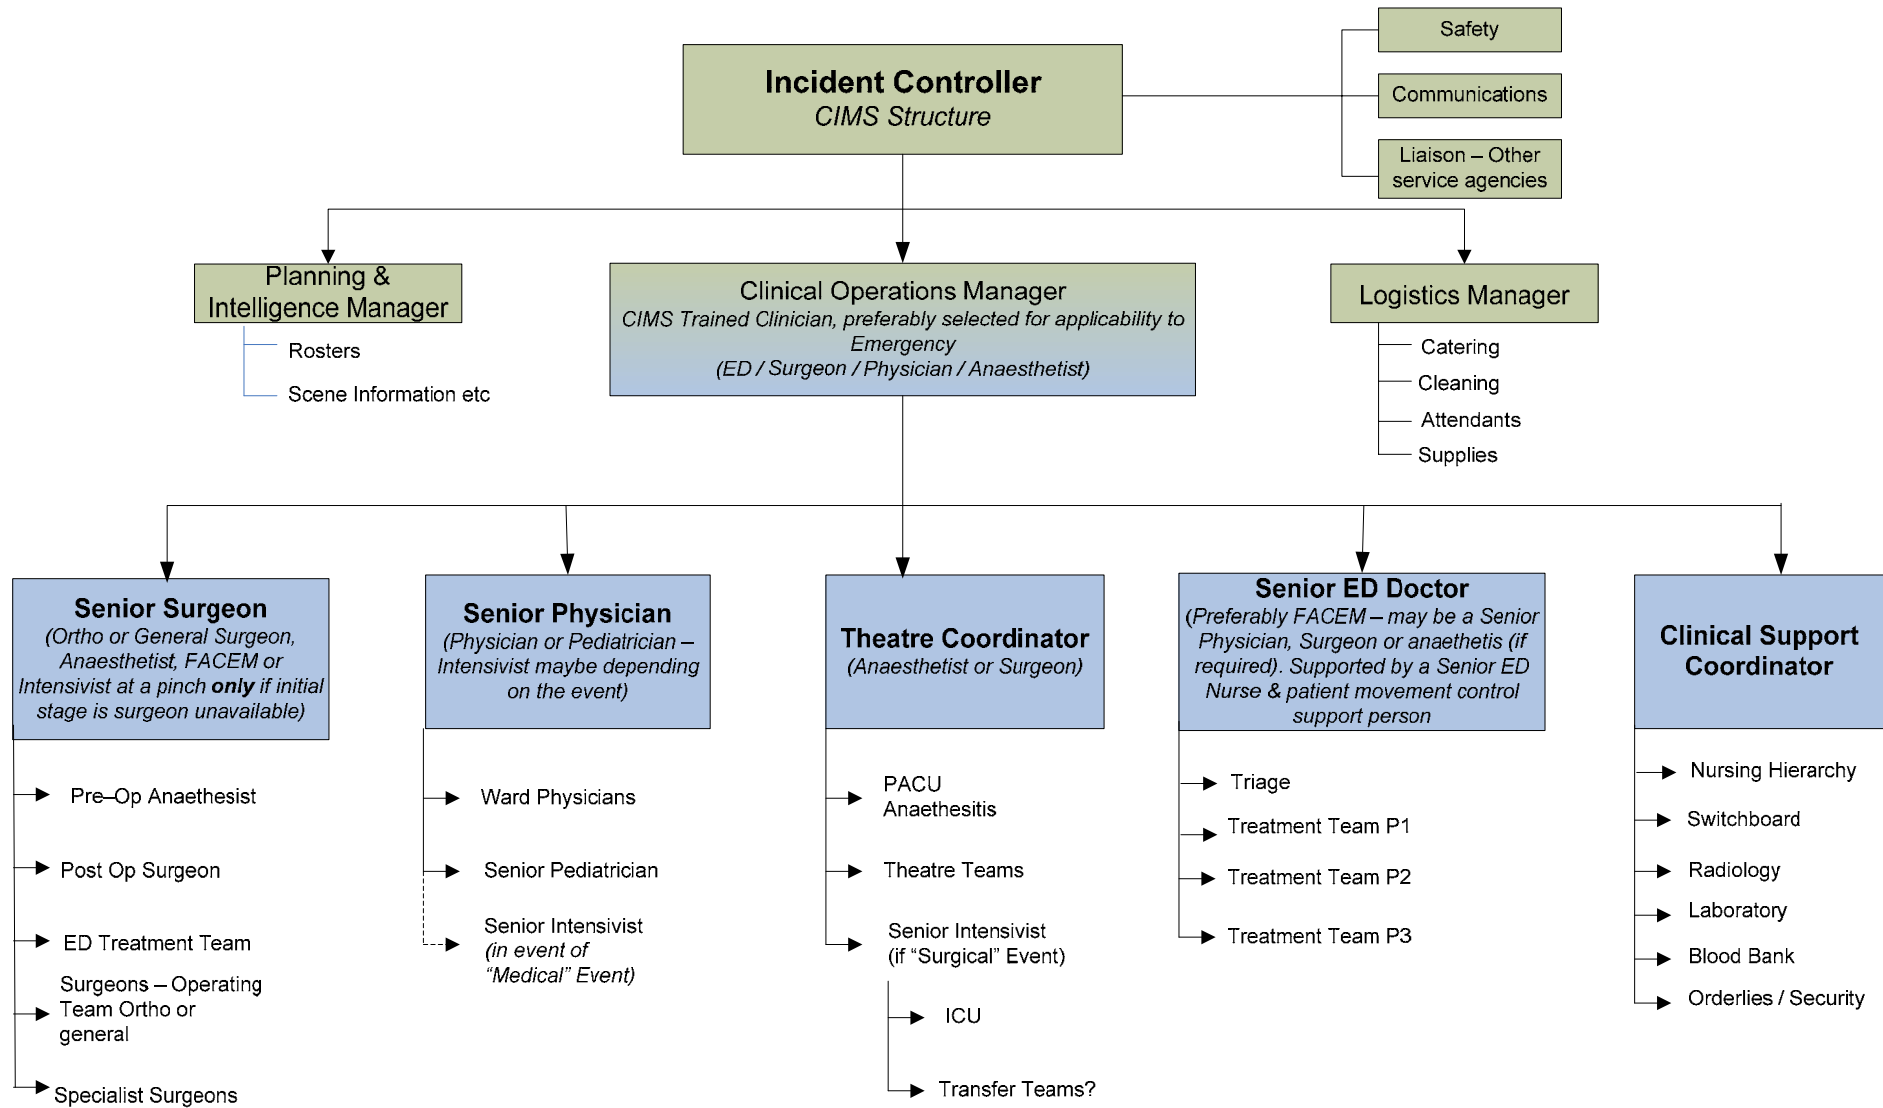 Incident Controller
CIMS Structure
Safety
Communications
Liaison – Other
service agencies
Planning &
Intelligence Manager
Rosters
Scene Information etc
Clinical Operations Manager
CIMS Trained Clinician, preferably selected for applicability to
Emergency
(ED / Surgeon / Physician / Anaesthetist)
Logistics Manager
Catering
Cleaning
Attendants
Supplies
Senior Surgeon
(Ortho or General Surgeon,
Anaesthetist, FACEM or
Intensivist at a pinch only if initial
stage is surgeon unavailable)
Pre–Op Anaethesist
Post Op Surgeon
ED Treatment Team
Surgeons – Operating
Team Ortho or
general
Specialist Surgeons
Senior Physician
(Physician or Pediatrician –
Intensivist maybe depending
on the event)
Ward Physicians
Senior Pediatrician
Senior Intensivist
(in event of
“Medical” Event)
Theatre Coordinator
(Anaesthetist or Surgeon)
PACU
Anaethesitis
Theatre Teams
Senior Intensivist
(if “Surgical” Event)
ICU
Transfer Teams?
Senior ED Doctor
(Preferably FACEM – may be a Senior
Physician, Surgeon or anaethetis (if
required). Supported by a Senior ED
Nurse & patient movement control
support person
Triage
Treatment Team P1
Treatment Team P2
Treatment Team P3
Clinical Support
Coordinator
Nursing Hierarchy
Switchboard
Radiology
Laboratory
Blood Bank
Orderlies / Security